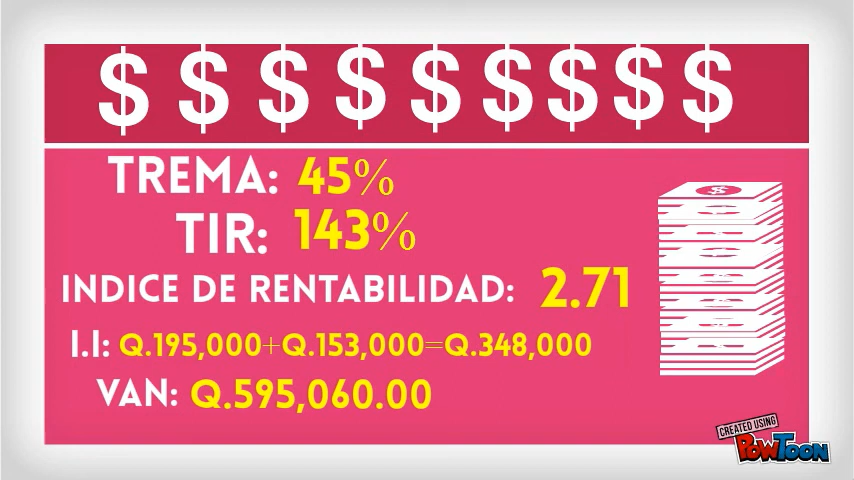 $ $ $ $ $ $ $ $ $
TREMA: 45%
TIR: 143%
INDICE DE RENTABILIDAD: 2.71
I.I: Q.195,000+Q.153,000=Q.348,000
VAN: Q.595,060.00
$
CREATED USING
POWTOON